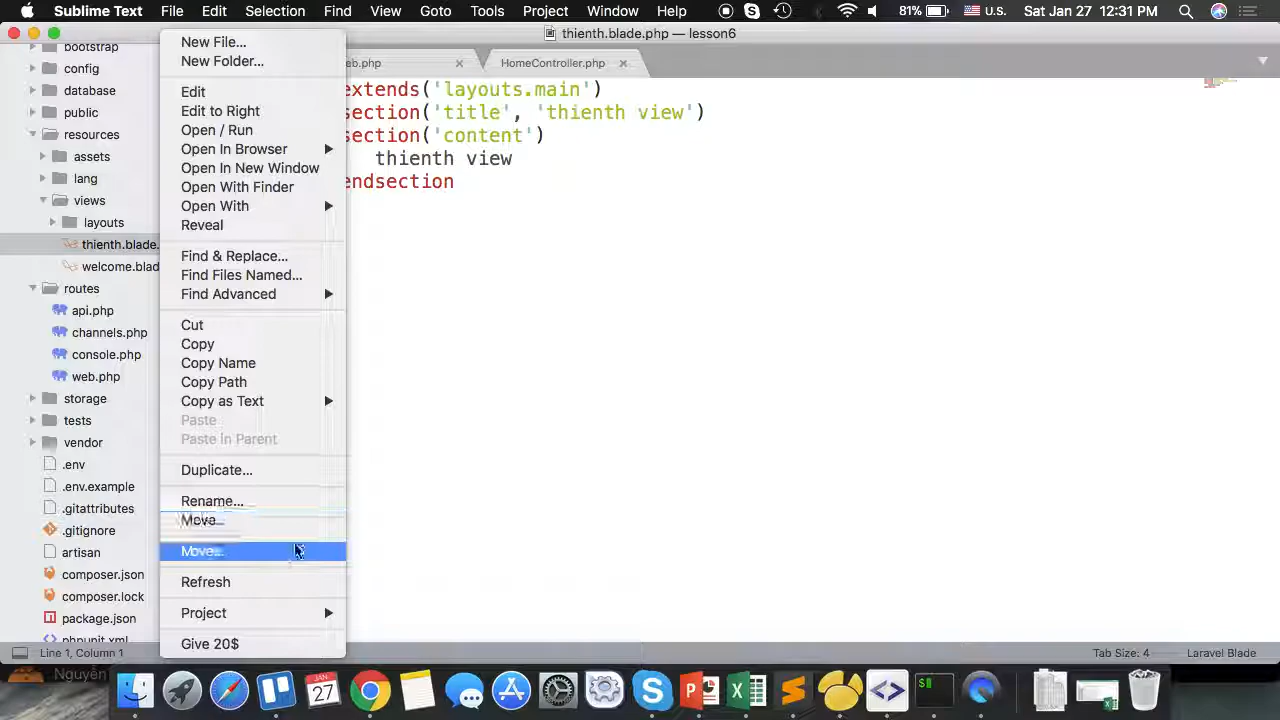 Sublime Text File Edit Selection Find View Goto Tools Project Window Help 81% U.S. Sat Jan 27 12:31 PM
thienth.blade.php — lesson6
eb.php
HomeController.php
bootstrap
config
database
public
resources
assets
lang
views
layouts
thienth.blade.
welcome.blad
routes
api.php
channels.php
console.php
web.php
storage
tests
vendor
.env
.env.example
.gitattributes
.gitignore
artisan
composer.json
composer.lock
package.json
phpunit.xml
New File...
New Folder...
Edit
Edit to Right
Open / Run
Open In Browser
Open In New Window
Open With Finder
Open With
Reveal
Find & Replace...
Find Files Named...
Find Advanced
Cut
Copy
Copy Name
Copy Path
Copy as Text
Paste
Paste in Parent
Duplicate...
Rename...
Move...
Move...
Refresh
Project
Give 20$
extends('layouts.main')
section('title', 'thienth view')
section('content')
thienth view
endsection
Line 1, Column 1
Tab Size: 4
Laravel Blade
Nguyễn
JAN
27
$